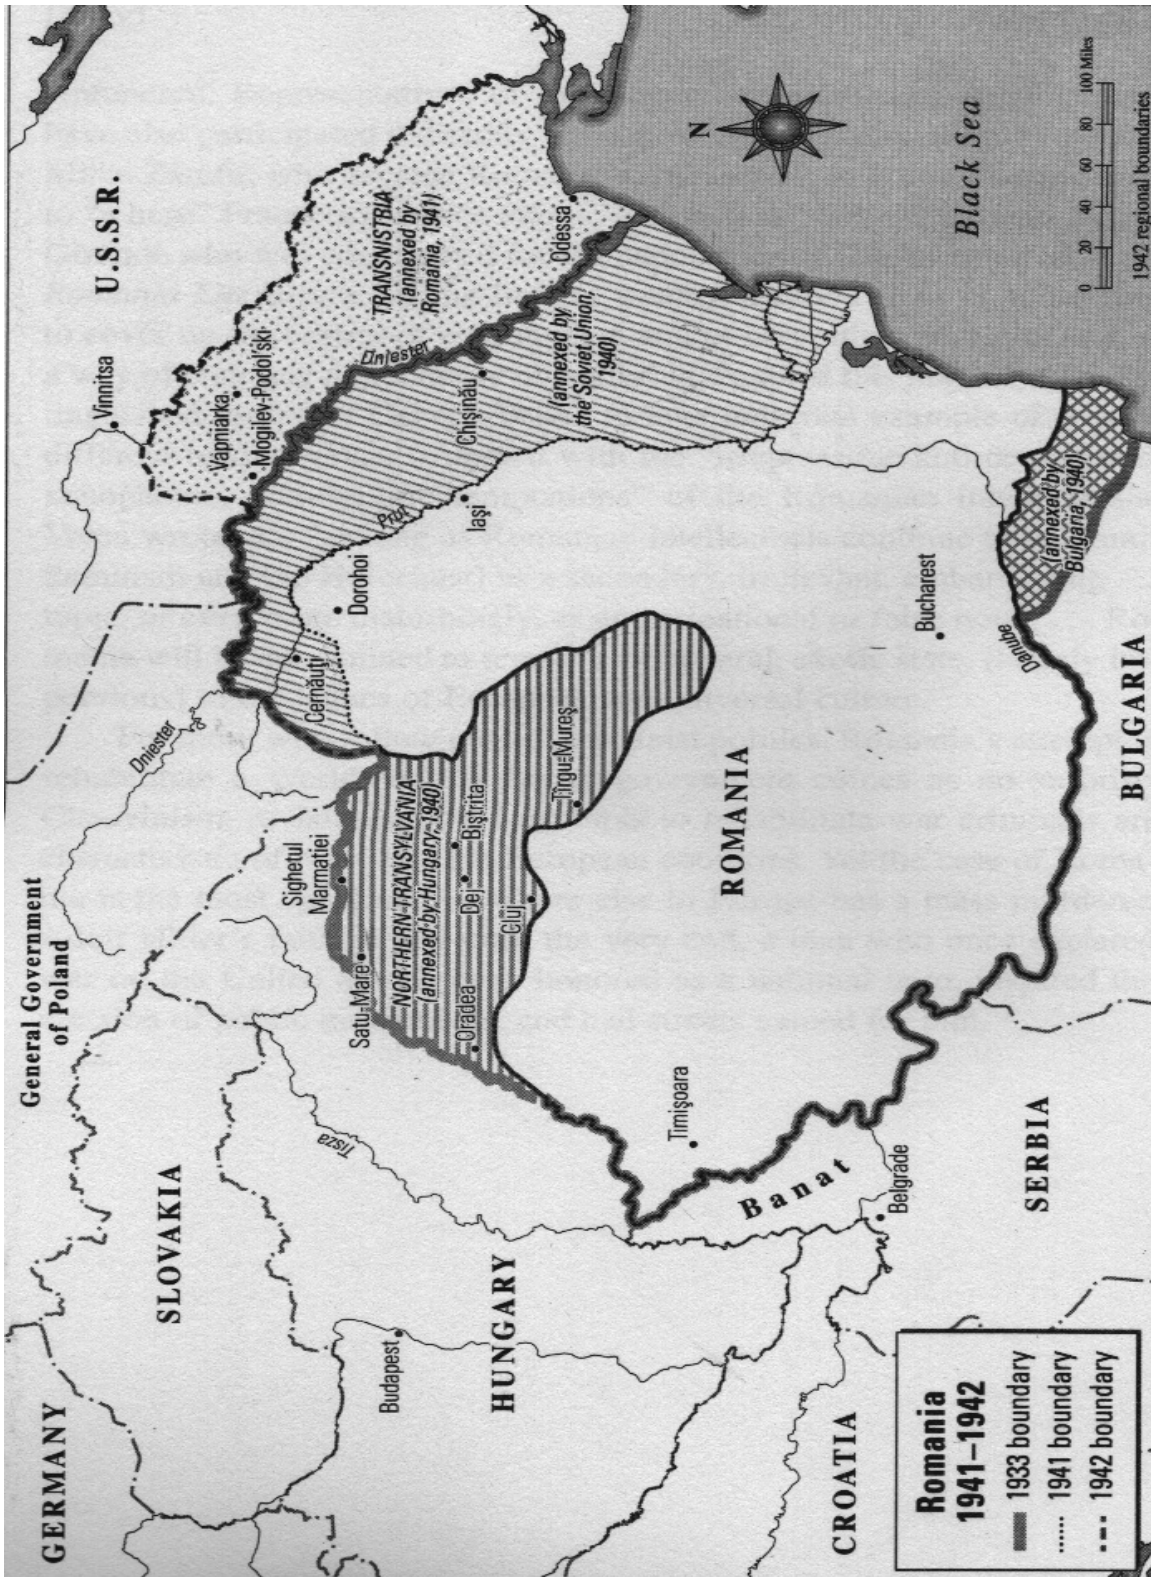 GERMANY
SLOVAKIA
General Government
of Poland
Dniester
U.S.S.R.
Vinnitsa
Vapniarka
Mogilev-Podol'ski
TRANSNISTRIA
(annexed by
Romania, 1941)
Dniester
Odessa
Cernăuţi
Dorohoi
Prut
Iaşi
Chişinău
(annexed by
the Soviet Union,
1940)
Sighetul
Marmatiei
Satu-Mare
NORTHERN TRANSYLVANIA
(annexed by Hungary, 1940)
Oradea
Dej
Bistrita
Cluj
Tîrgu-Mureş
Tisza
Budapest
HUNGARY
Timişoara
ROMANIA
Banat
Belgrade
Bucharest
Danube
(annexed by
Bulgaria, 1940)
CROATIA
SERBIA
BULGARIA
N
Black Sea
0 20 40 60 80 100 Miles
1942 regional boundaries
Romania
1941–1942
1933 boundary
1941 boundary
1942 boundary